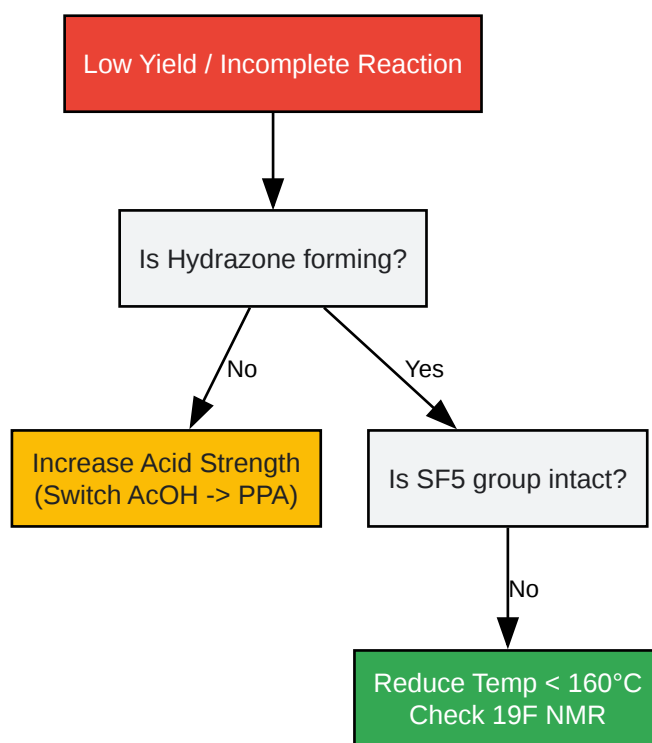 Low Yield / Incomplete Reaction
Is Hydrazone forming?
No
Yes
Increase Acid Strength
(Switch AcOH -> PPA)
Is SF5 group intact?
No
Reduce Temp < 160°C
Check 19F NMR